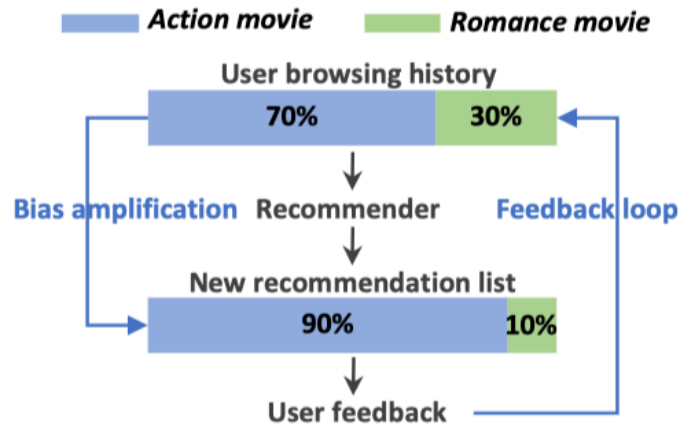 Action movie Romance movie
User browsing history
70% 30%
Bias amplification Recommender Feedback loop
New recommendation list
90% 10%
User feedback